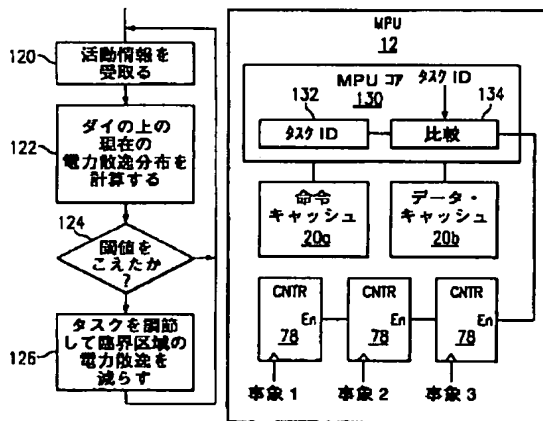 120
活動情報を
受取る
122
ダイの上の
現在の
電力散逸分布を
計算する
124
閾値を
こえたか
?
126
タスクを調節
して臨界区域の
電力散逸を
減らす
MPU
12
MPU コア
130
タスク ID
132
134
タスク ID
比較
命令
キャッシュ
20a
データ・
キャッシュ
20b
CNTR
En
78
CNTR
En
78
CNTR
En
78
事象 1
事象 2
事象 3